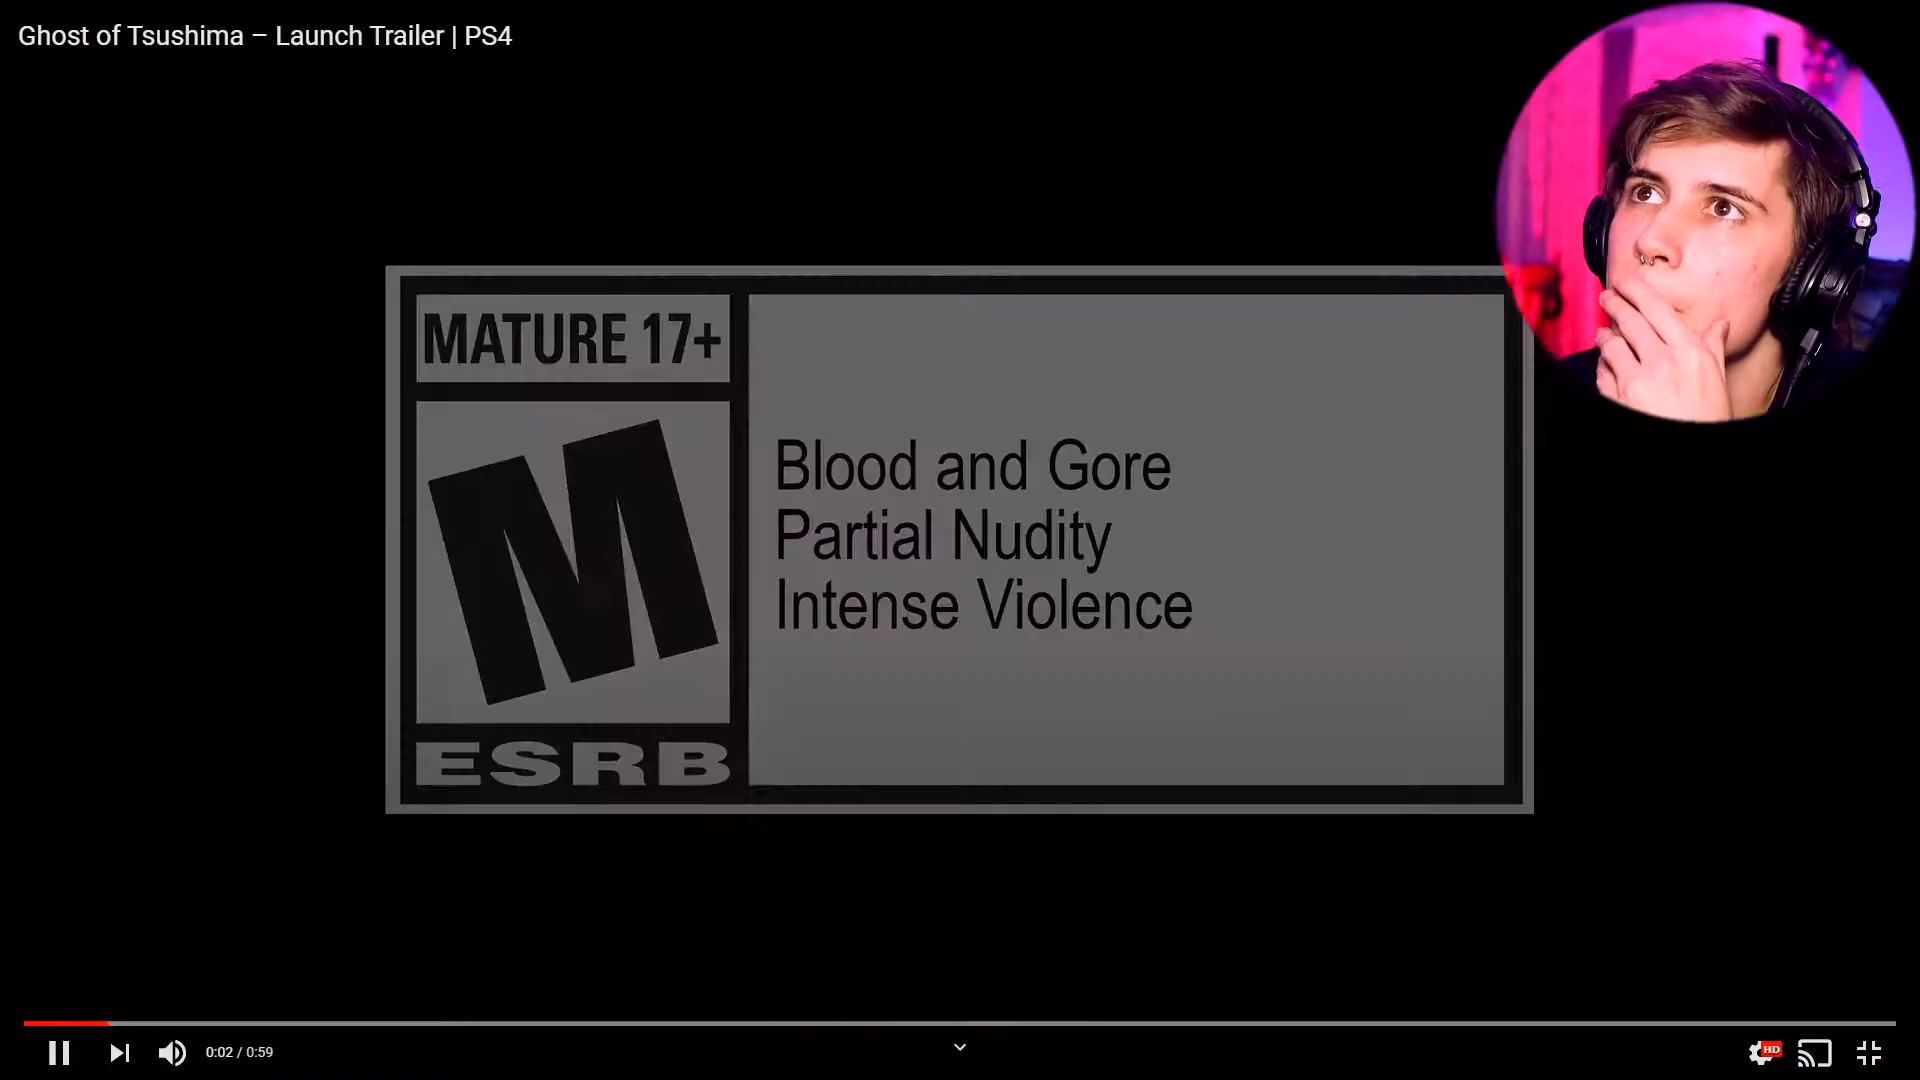 Ghost of Tsushima – Launch Trailer | PS4
MATURE 17+
M
ESRB
Blood and Gore
Partial Nudity
Intense Violence
0:02 / 0:59
HD